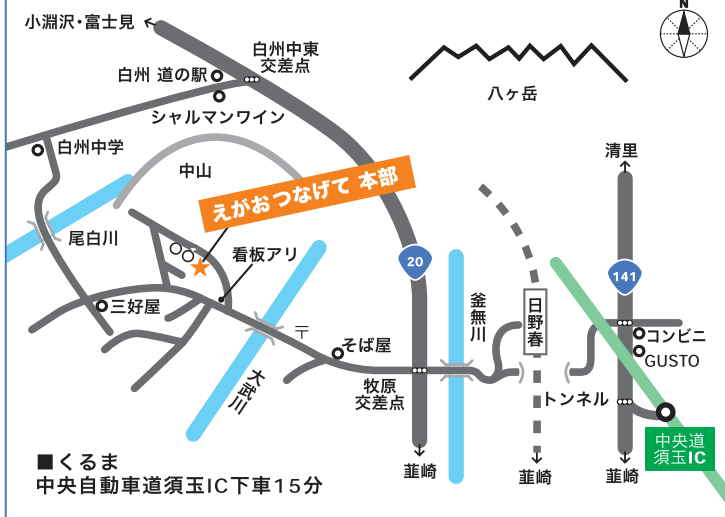 小淵沢・富士見
N
白州中東
交差点
白州 道の駅
シャルマンワイン
八ヶ岳
白州中学
中山
清里
えがおつなげて 本部
尾白川
看板アリ
20
141
三好屋
〒
釜無川
日野春
コンビニ
GUSTO
そば屋
大武川
牧原
交差点
トンネル
中央道
須玉IC
韮崎
韮崎
韮崎
■くるま
中央自動車道須玉IC下車15分